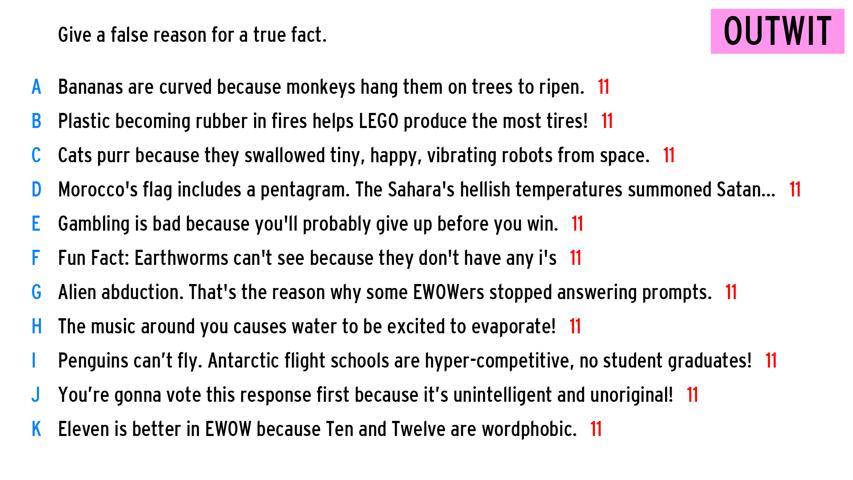 Give a false reason for a true fact.
OUTWIT
A Bananas are curved because monkeys hang them on trees to ripen. 11
B Plastic becoming rubber in fires helps LEGO produce the most tires! 11
C Cats purr because they swallowed tiny, happy, vibrating robots from space. 11
D Morocco's flag includes a pentagram. The Sahara's hellish temperatures summoned Satan... 11
E Gambling is bad because you'll probably give up before you win. 11
F Fun Fact: Earthworms can't see because they don't have any i's 11
G Alien abduction. That's the reason why some EWOWers stopped answering prompts. 11
H The music around you causes water to be excited to evaporate! 11
I Penguins can’t fly. Antarctic flight schools are hyper-competitive, no student graduates! 11
J You’re gonna vote this response first because it’s unintelligent and unoriginal! 11
K Eleven is better in EWOW because Ten and Twelve are wordphobic. 11